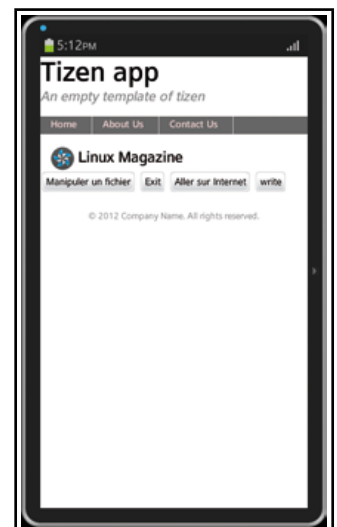 5:12PM
Tizen app
An empty template of tizen
Home About Us Contact Us
Linux Magazine
Manipuler un fichier Exit Aller sur Internet write
© 2012 Company Name. All rights reserved.